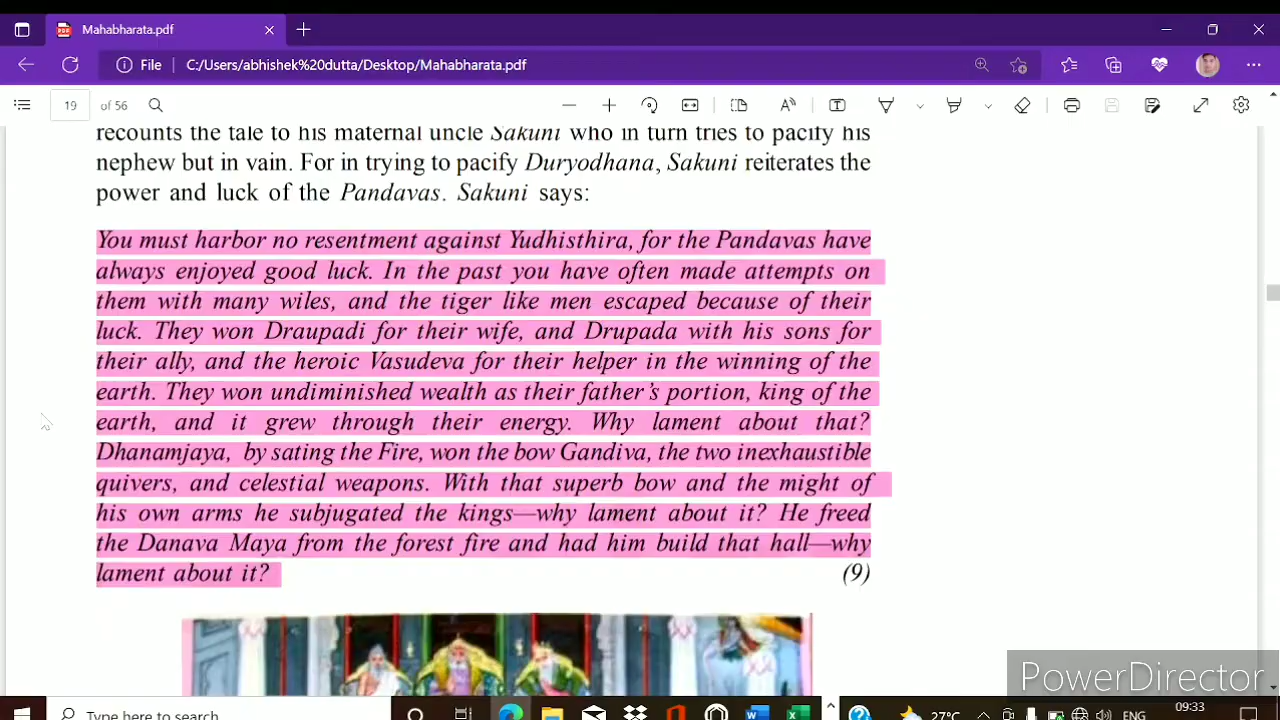 Mahabharata.pdf
File
C:/Users/abhishek%20dutta/Desktop/Mahabharata.pdf
19 of 56
recounts the tale to his maternal uncle Sakuni who in turn tries to pacify his
nephew but in vain. For in trying to pacify Duryodhana, Sakuni reiterates the
power and luck of the Pandavas. Sakuni says:
You must harbor no resentment against Yudhisthira, for the Pandavas have
always enjoyed good luck. In the past you have often made attempts on
them with many wiles, and the tiger like men escaped because of their
luck. They won Draupadi for their wife, and Drupada with his sons for
their ally, and the heroic Vasudeva for their helper in the winning of the
earth. They won undiminished wealth as their father's portion, king of the
earth, and it grew through their energy. Why lament about that?
Dhanamjaya, by sating the Fire, won the bow Gandiva, the two inexhaustible
quivers, and celestial weapons. With that superb bow and the might of
his own arms he subjugated the kings—why lament about it? He freed
the Danava Maya from the forest fire and had him build that hall—why
lament about it? (9)
PowerDirector
Type here to search
27°C
ENG
09:33